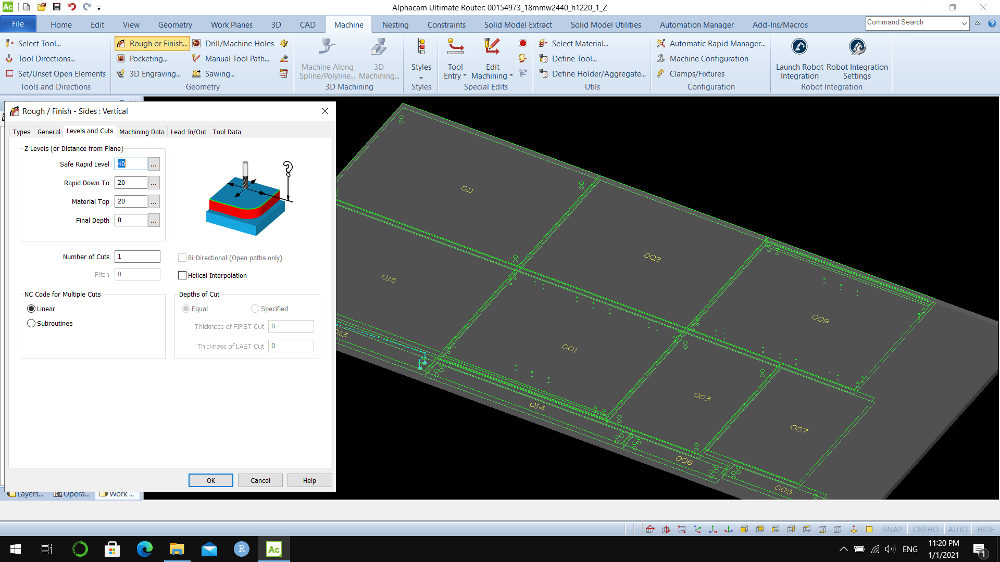 Ac
Alphacam Ultimate Router: 00154973_18mmw2440_h1220_1_Z
File
Home
Edit
View
Geometry
Work Planes
3D
CAD
Machine
Nesting
Constraints
Solid Model Extract
Solid Model Utilities
Automation Manager
Add-Ins/Macros
Command Search
Select Tool...
Tool Directions...
Set/Unset Open Elements
Tools and Directions
Rough or Finish...
Pocketing...
3D Engraving...
Drill/Machine Holes
Manual Tool Path...
Sawing...
Geometry
Machine Along
Spline/Polyline...
3D
Machining...
3D Machining
Styles
Styles
Tool
Entry
Edit
Machining
Special Edits
Select Material...
Define Tool...
Define Holder/Aggregate...
Utils
Automatic Rapid Manager...
Machine Configuration
Clamps/Fixtures
Configuration
Launch Robot
Integration
Robot Integration
Settings
Robot Integration
Rough / Finish - Sides : Vertical
Types
General
Levels and Cuts
Machining Data
Lead-In/Out
Tool Data
Z Levels (or Distance from Plane)
Safe Rapid Level
40
...
Rapid Down To
20
...
Material Top
20
...
Final Depth
0
...
Number of Cuts
1
Pitch
0
Bi-Directional (Open paths only)
Helical Interpolation
NC Code for Multiple Cuts
Linear
Subroutines
Depths of Cut
Equal
Specified
Thickness of FIRST Cut
0
Thickness of LAST Cut
0
OK
Cancel
Help
011
002
015
009
013
001
003
014
007
006
005
Layers...
Opera...
Work ...
SNAP
ORTHO
AUTO
HIDE
R
Ac
ENG
11:20 PM
1/1/2021
1